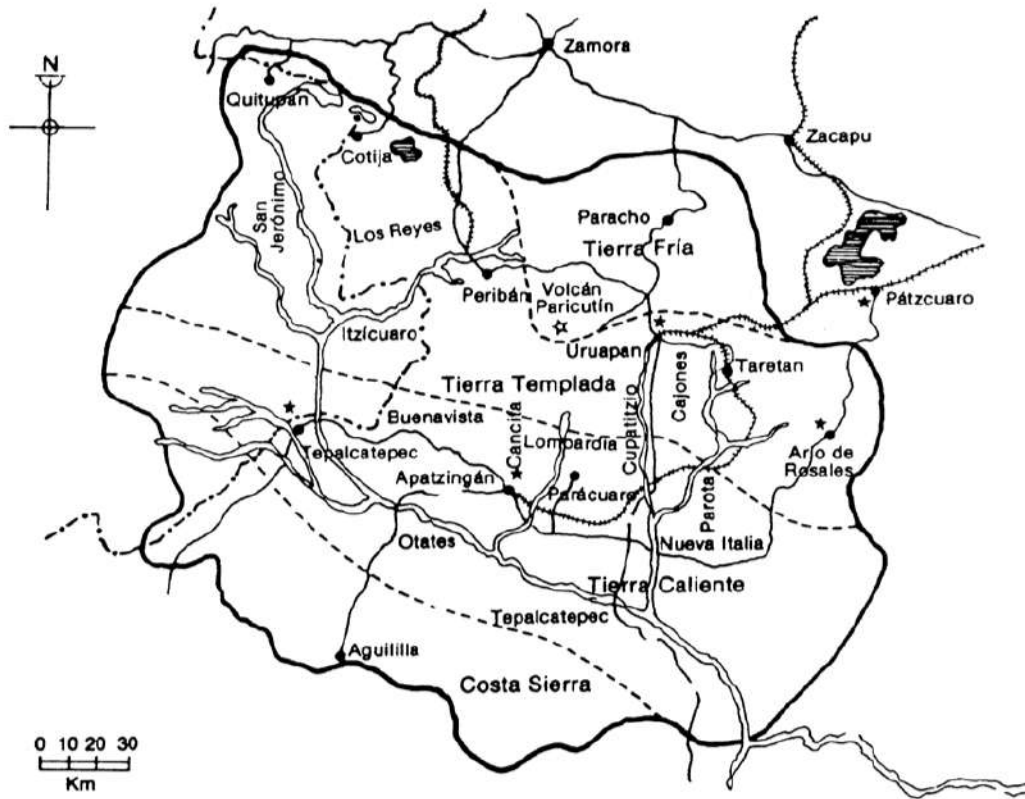 N
Zamora
Quitupan
Zacapu
Cotija
San
Jerónimo
Los Reyes
Paracho
Tierra Fría
Peribán
Volcán
Paricutín
Pátzcuaro
Itzícuaro
Uruapan
Taretan
Tierra Templada
Cajones
Buenavista
Cancita
Lombardía
Cupatitzio
Tepalcatepec
Ario de
Rosales
Apatzingán
Parácuaro
Parota
Otates
Nueva Italia
Tierra Caliente
Tepalcatepec
Aguililla
Costa Sierra
0 10 20 30
Km